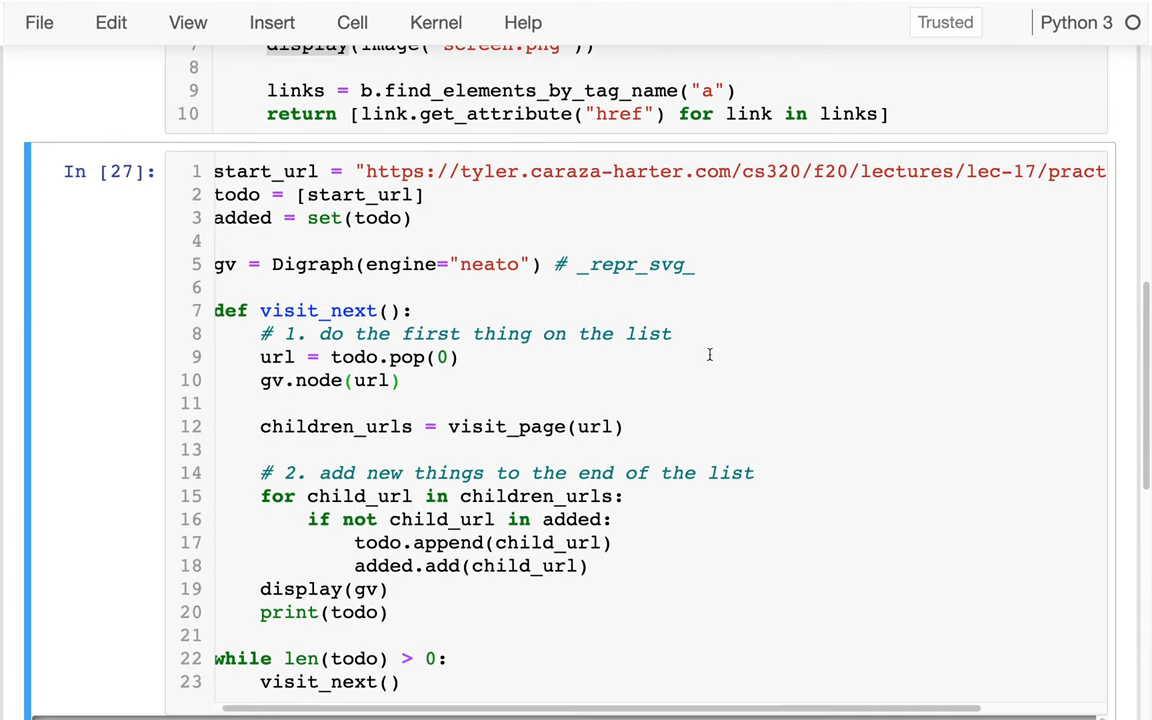 File Edit View Insert Cell Kernel Help Trusted Python 3
7 display(Image("screen.png"))
8
9 links = b.find_elements_by_tag_name("a")
10 return [link.get_attribute("href") for link in links]
In [27]:
1 start_url = "https://tyler.caraza-harter.com/cs320/f20/lectures/lec-17/pract
2 todo = [start_url]
3 added = set(todo)
4
5 gv = Digraph(engine="neato") # _repr_svg_
6
7 def visit_next():
8 # 1. do the first thing on the list
9 url = todo.pop(0)
10 gv.node(url)
11
12 children_urls = visit_page(url)
13
14 # 2. add new things to the end of the list
15 for child_url in children_urls:
16 if not child_url in added:
17 todo.append(child_url)
18 added.add(child_url)
19 display(gv)
20 print(todo)
21
22 while len(todo) > 0:
23 visit_next()